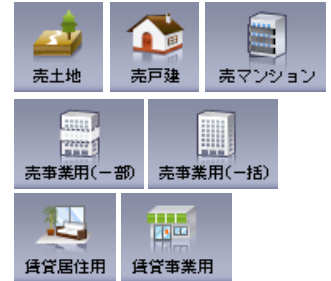 売土地
売戸建
売マンション
売事業用(一部)
売事業用(一括)
賃貸居住用
賃貸事業用